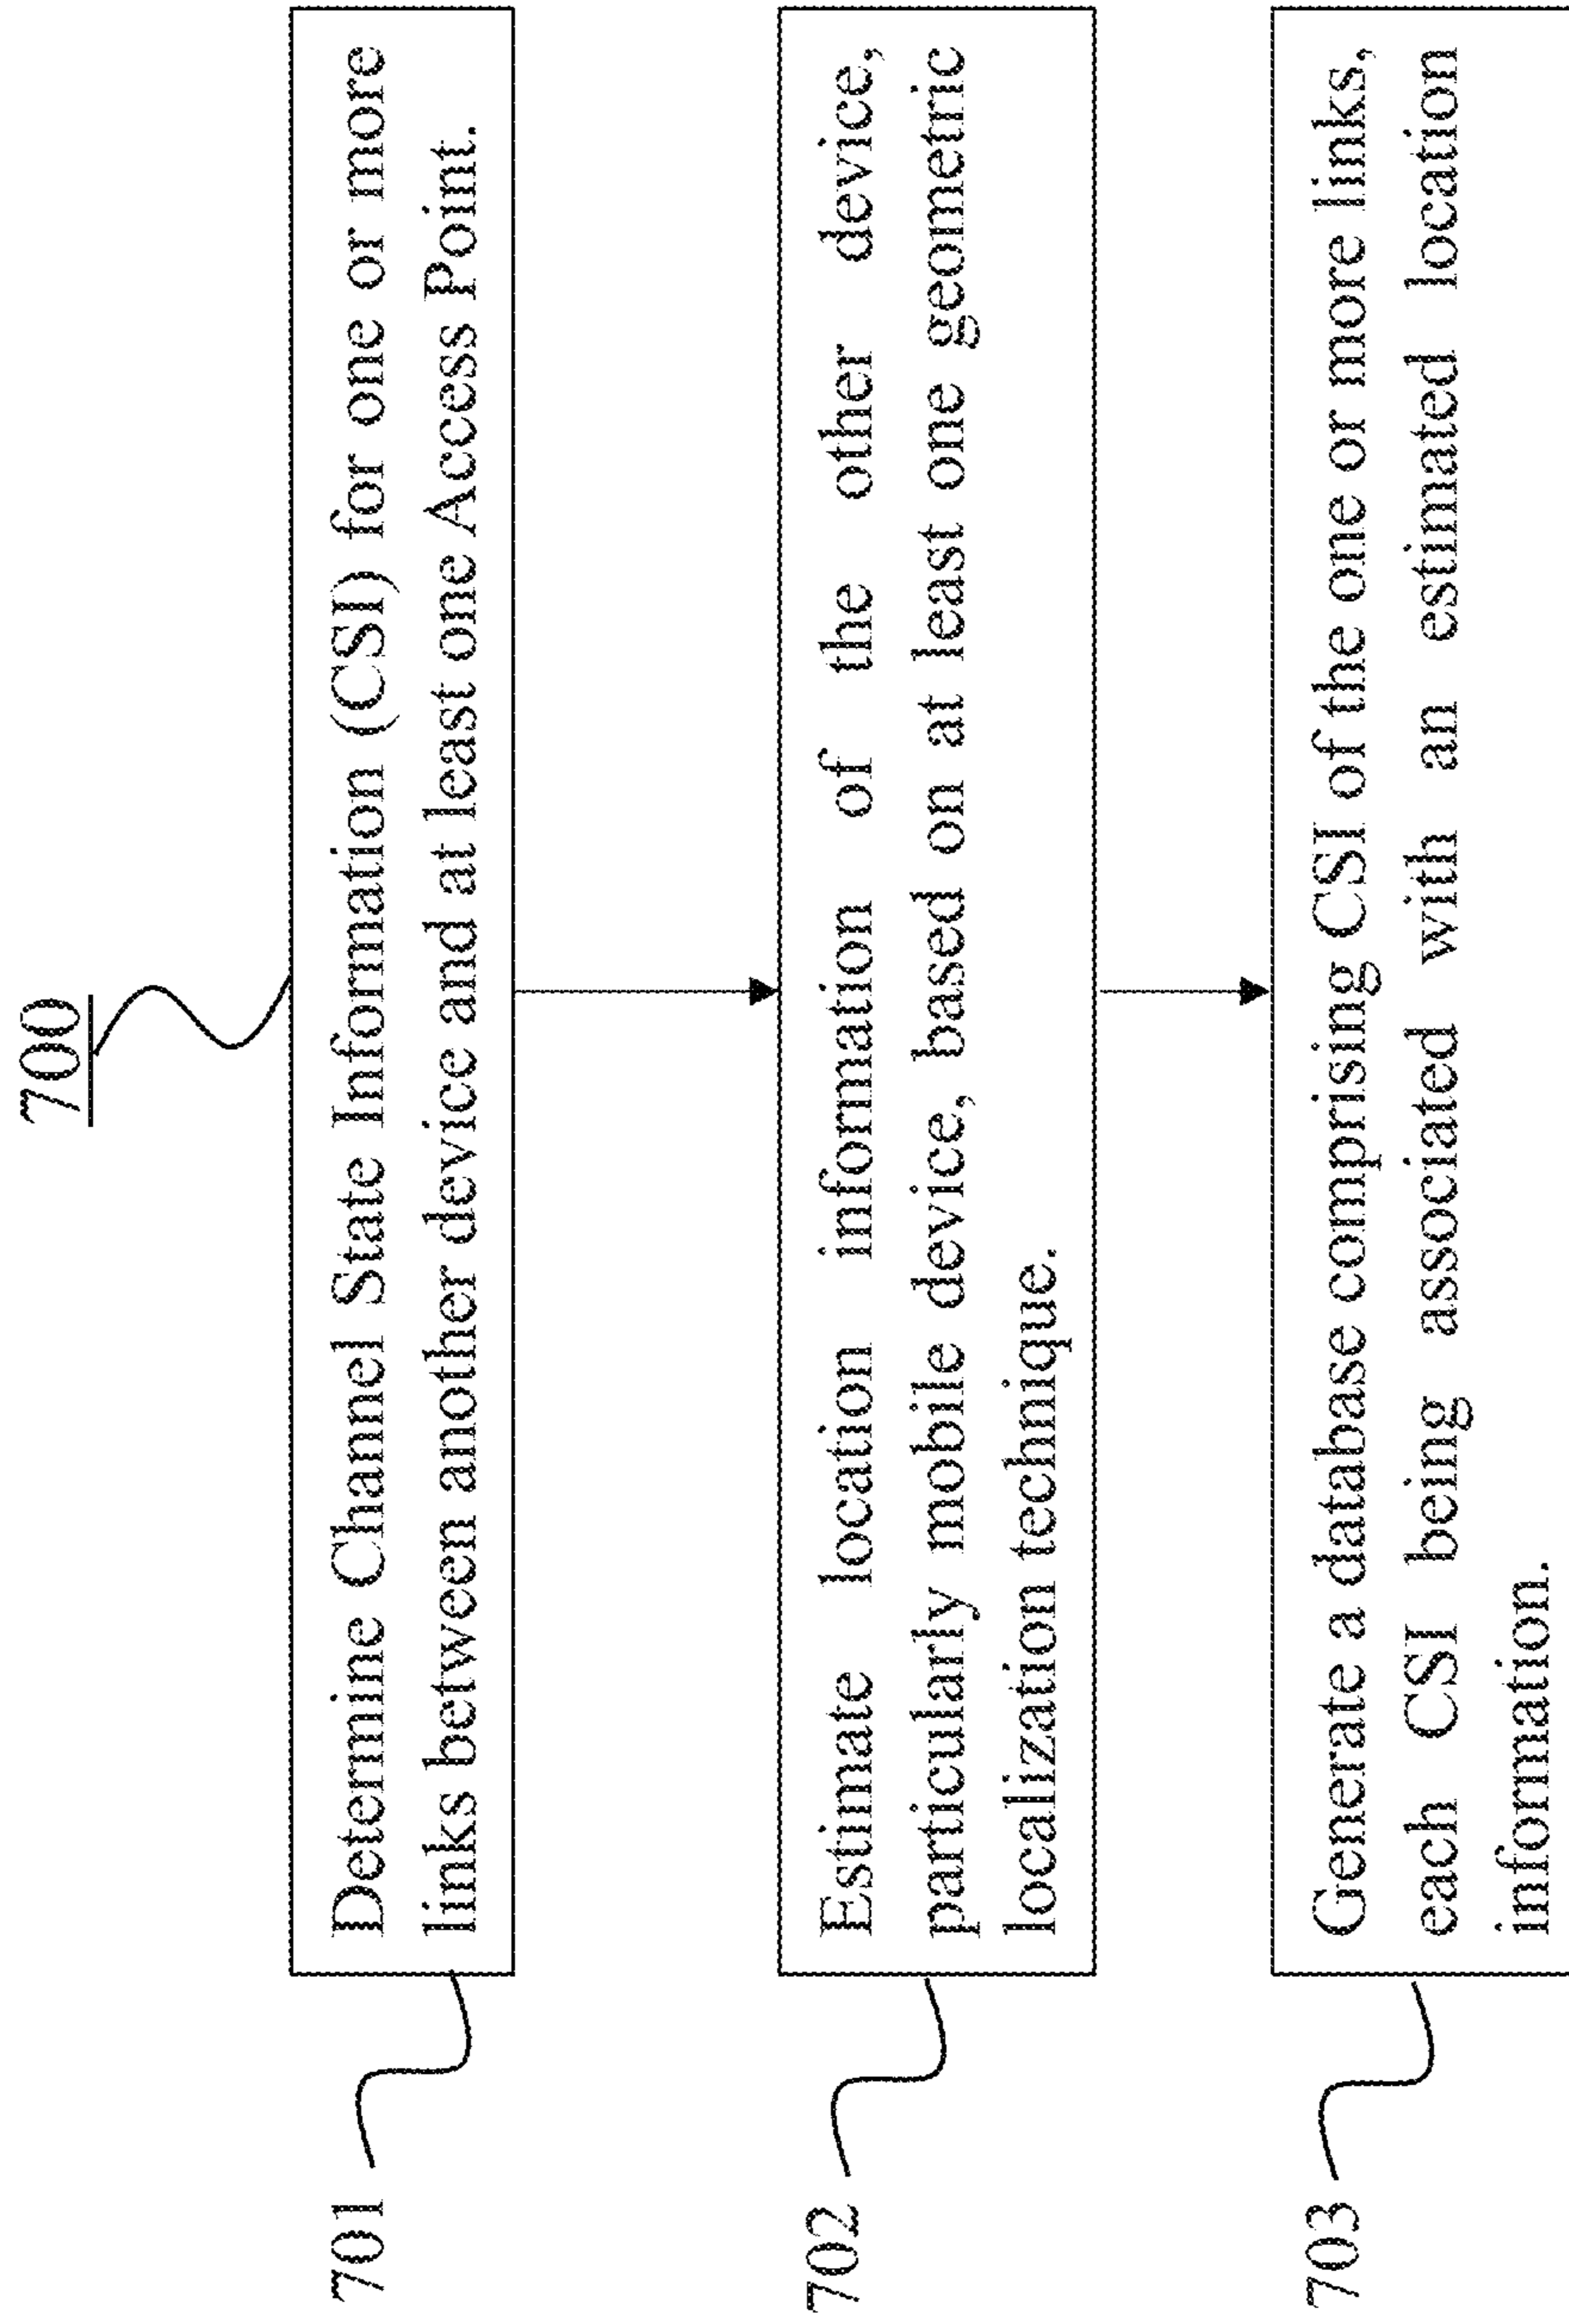 700
701
Determine Channel State Information (CSI) for one or more
links between another device and at least one Access Point.
702
Estimate location information of the other device,
particularly mobile device, based on at least one geometric
localization technique.
703
Generate a database comprising CSI of the one or more links,
each CSI being associated with an estimated location
information.